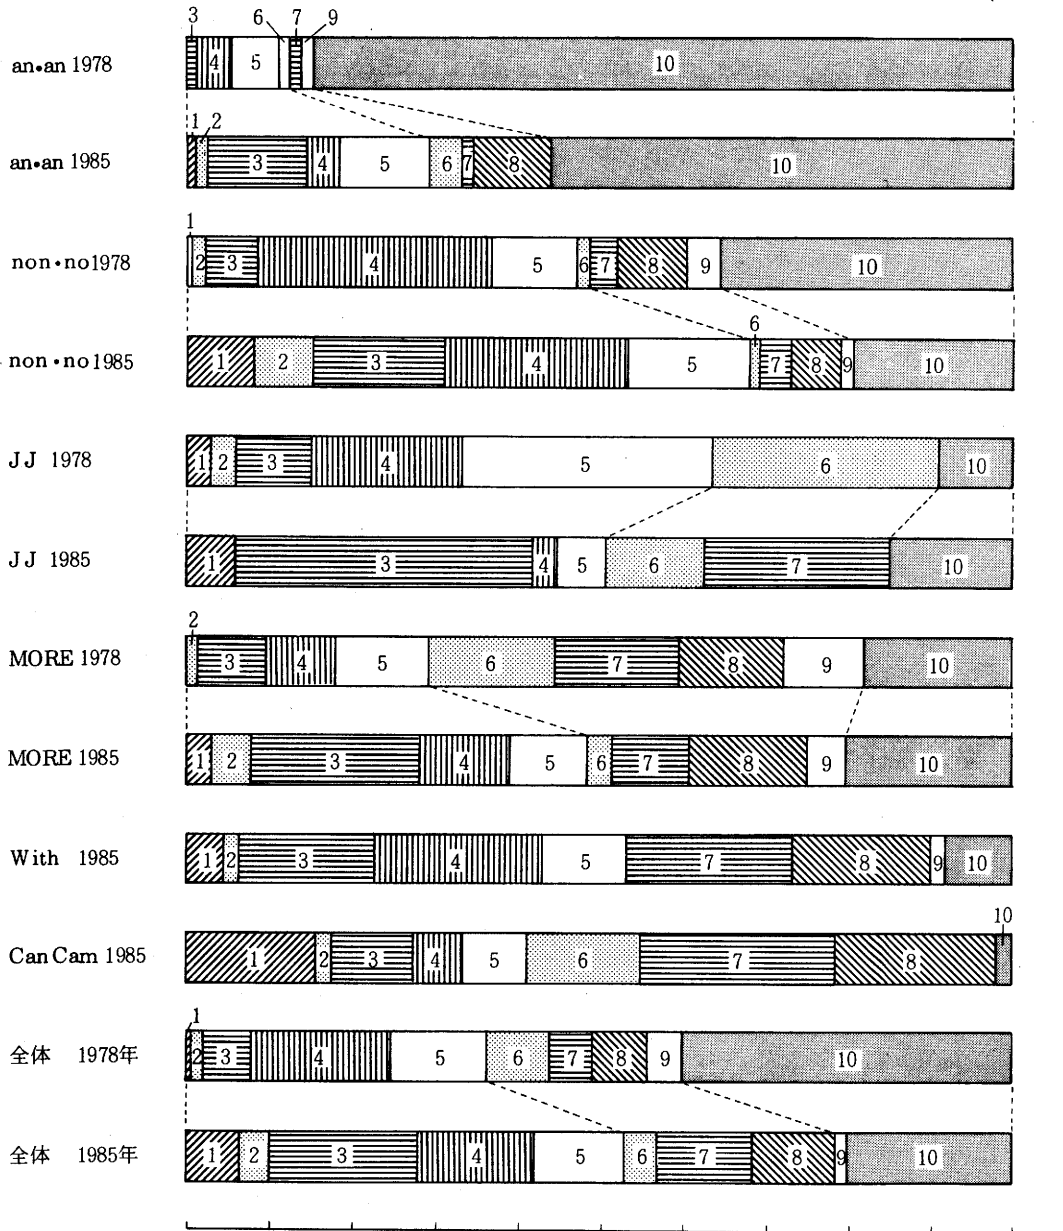 3 6 7 9
an•an 1978 4 5 10
1 2
an•an 1985 3 4 5 6 7 8 10
1
non•no1978 2 3 4 5 6 7 8 9 10
6
non•no1985 1 2 3 4 5 7 8 9 10
JJ 1978 1 2 3 4 5 6 10
JJ 1985 1 3 4 5 6 7 10
2
MORE 1978 3 4 5 6 7 8 9 10
MORE 1985 1 2 3 4 5 6 7 8 9 10
With 1985 1 2 3 4 5 7 8 9 10
10
Can Cam 1985 1 2 3 4 5 6 7 8
1
全体 1978年 2 3 4 5 6 7 8 9 10
全体 1985年 1 2 3 4 5 6 7 8 9 10